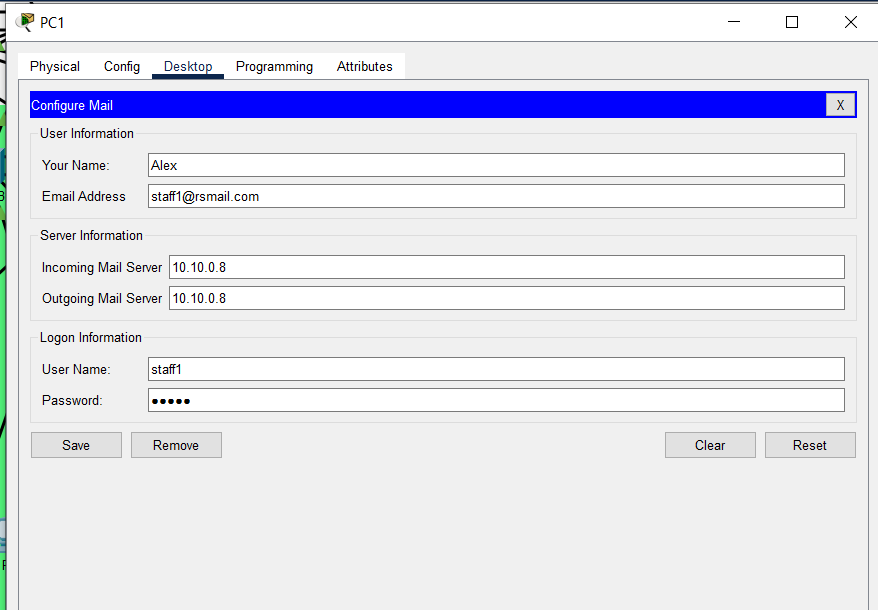 PC1
Physical Config Desktop Programming Attributes
Configure Mail X
User Information
Your Name: Alex
Email Address staff1@rsmail.com
Server Information
Incoming Mail Server 10.10.0.8
Outgoing Mail Server 10.10.0.8
Logon Information
User Name: staff1
Password: ●●●●●
Save Remove Clear Reset